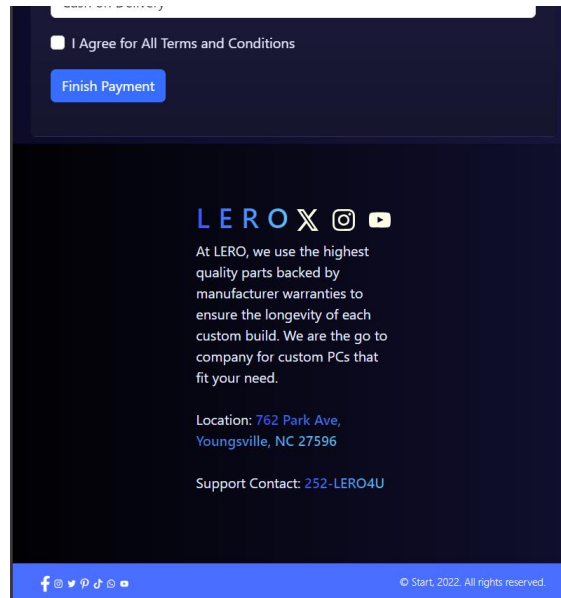 Cash on Delivery
I Agree for All Terms and Conditions
Finish Payment
LERO
At LERO, we use the highest
quality parts backed by
manufacturer warranties to
ensure the longevity of each
custom build. We are the go to
company for custom PCs that
fit your need.
Location: 762 Park Ave,
Youngsville, NC 27596
Support Contact: 252-LERO4U
© Start, 2022. All rights reserved.